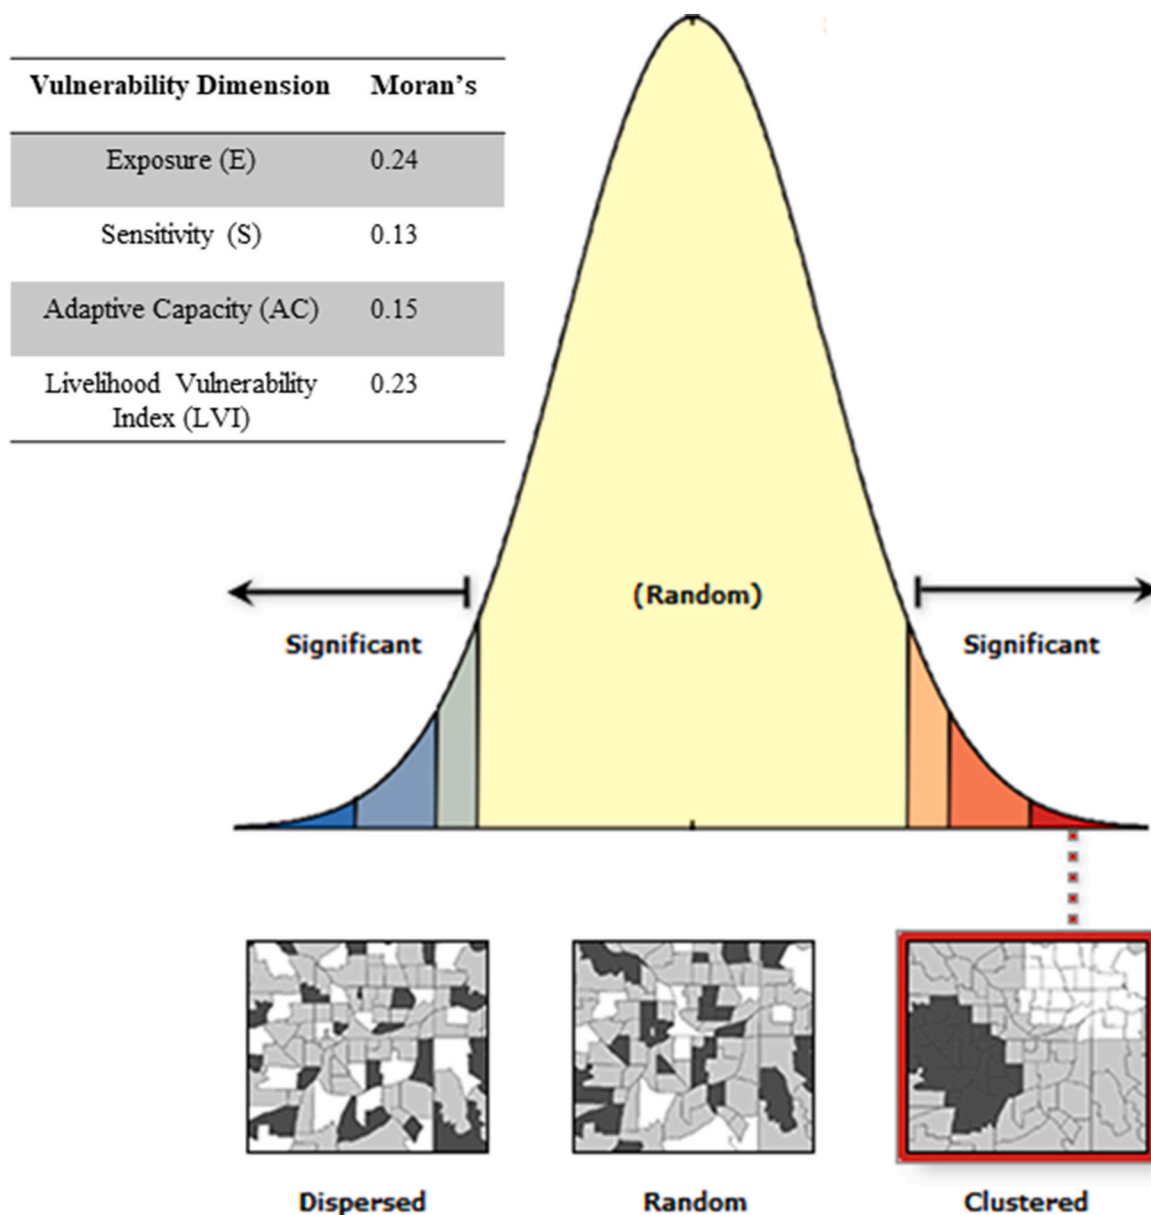 Vulnerability Dimension Moran’s
Exposure (E) 0.24
Sensitivity (S) 0.13
Adaptive Capacity (AC) 0.15
Livelihood Vulnerability 0.23
Index (LVI)
(Random)
Significant Significant
Dispersed Random Clustered